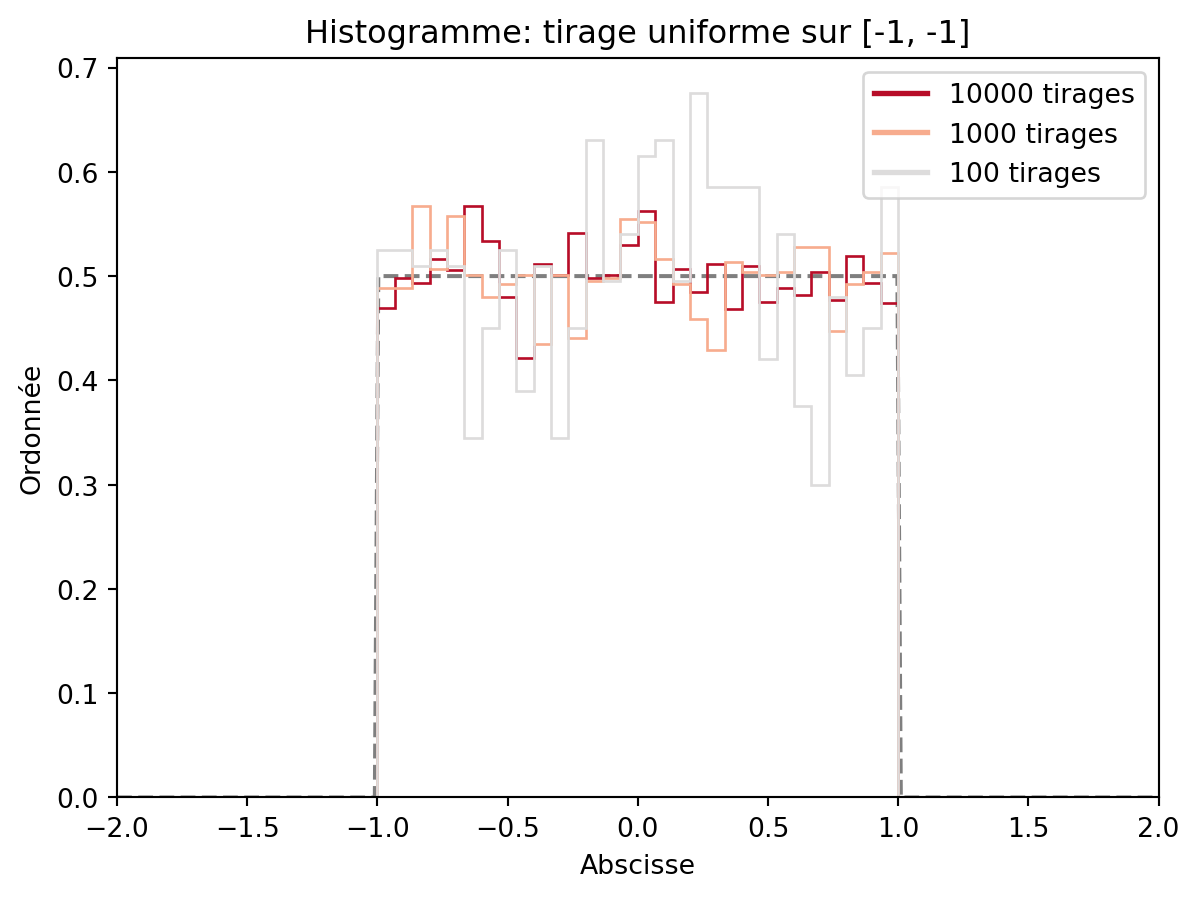 Histogramme: tirage uniforme sur [-1, -1]
10000 tirages
1000 tirages
100 tirages
0.7
0.6
0.5
0.4
0.3
0.2
0.1
0.0
Ordonnée
−2.0 −1.5 −1.0 −0.5 0.0 0.5 1.0 1.5 2.0
Abscisse